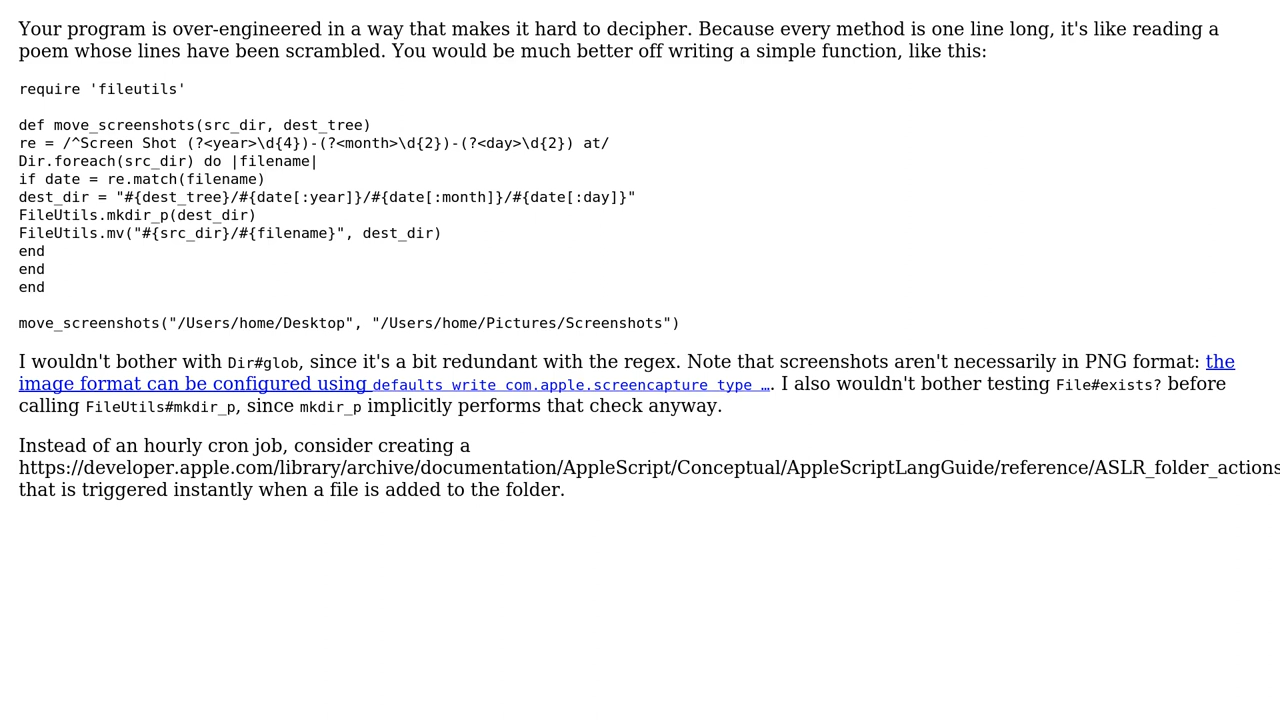 Your program is over-engineered in a way that makes it hard to decipher. Because every method is one line long, it's like reading a
poem whose lines have been scrambled. You would be much better off writing a simple function, like this:
require 'fileutils'
def move_screenshots(src_dir, dest_tree)
re = /^Screen Shot (?<year>\d{4})-(?<month>\d{2})-(?<day>\d{2}) at/
Dir.foreach(src_dir) do |filename|
if date = re.match(filename)
dest_dir = "#{dest_tree}/#{date[:year]}/#{date[:month]}/#{date[:day]}"
FileUtils.mkdir_p(dest_dir)
FileUtils.mv("#{src_dir}/#{filename}", dest_dir)
end
end
end
move_screenshots("/Users/home/Desktop", "/Users/home/Pictures/Screenshots")
I wouldn't bother with Dir#glob, since it's a bit redundant with the regex. Note that screenshots aren't necessarily in PNG format: the
image format can be configured using defaults write com.apple.screencapture type …. I also wouldn't bother testing File#exists? before
calling FileUtils#mkdir_p, since mkdir_p implicitly performs that check anyway.
Instead of an hourly cron job, consider creating a
https://developer.apple.com/library/archive/documentation/AppleScript/Conceptual/AppleScriptLangGuide/reference/ASLR_folder_actions
that is triggered instantly when a file is added to the folder.